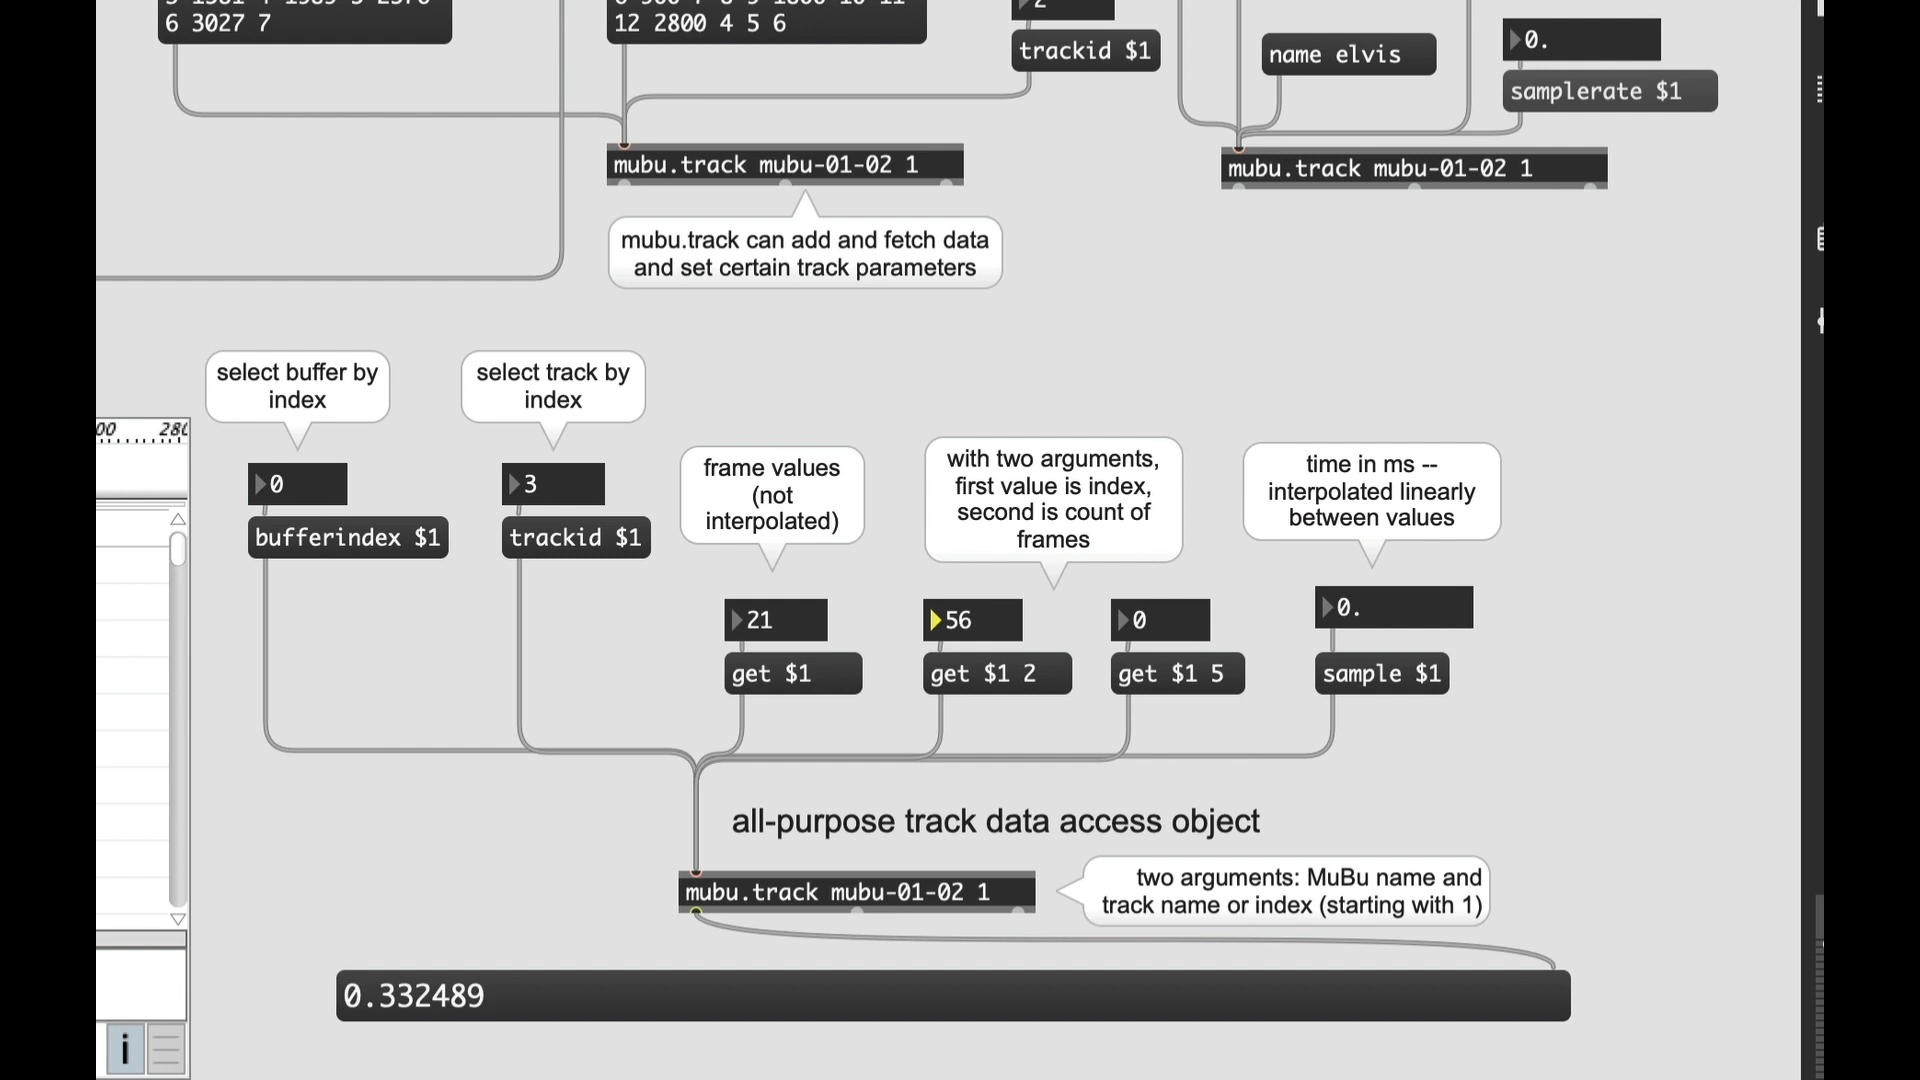 6 3027 7
12 2800 4 5 6
trackid $1
name elvis
0.
samplerate $1
mubu.track mubu-01-02 1
mubu.track mubu-01-02 1
mubu.track can add and fetch data
and set certain track parameters
select buffer by
index
select track by
index
0
3
bufferindex $1
trackid $1
frame values
(not
interpolated)
with two arguments,
first value is index,
second is count of
frames
time in ms --
interpolated linearly
between values
21
56
0
0.
get $1
get $1 2
get $1 5
sample $1
all-purpose track data access object
mubu.track mubu-01-02 1
two arguments: MuBu name and
track name or index (starting with 1)
0.332489
i